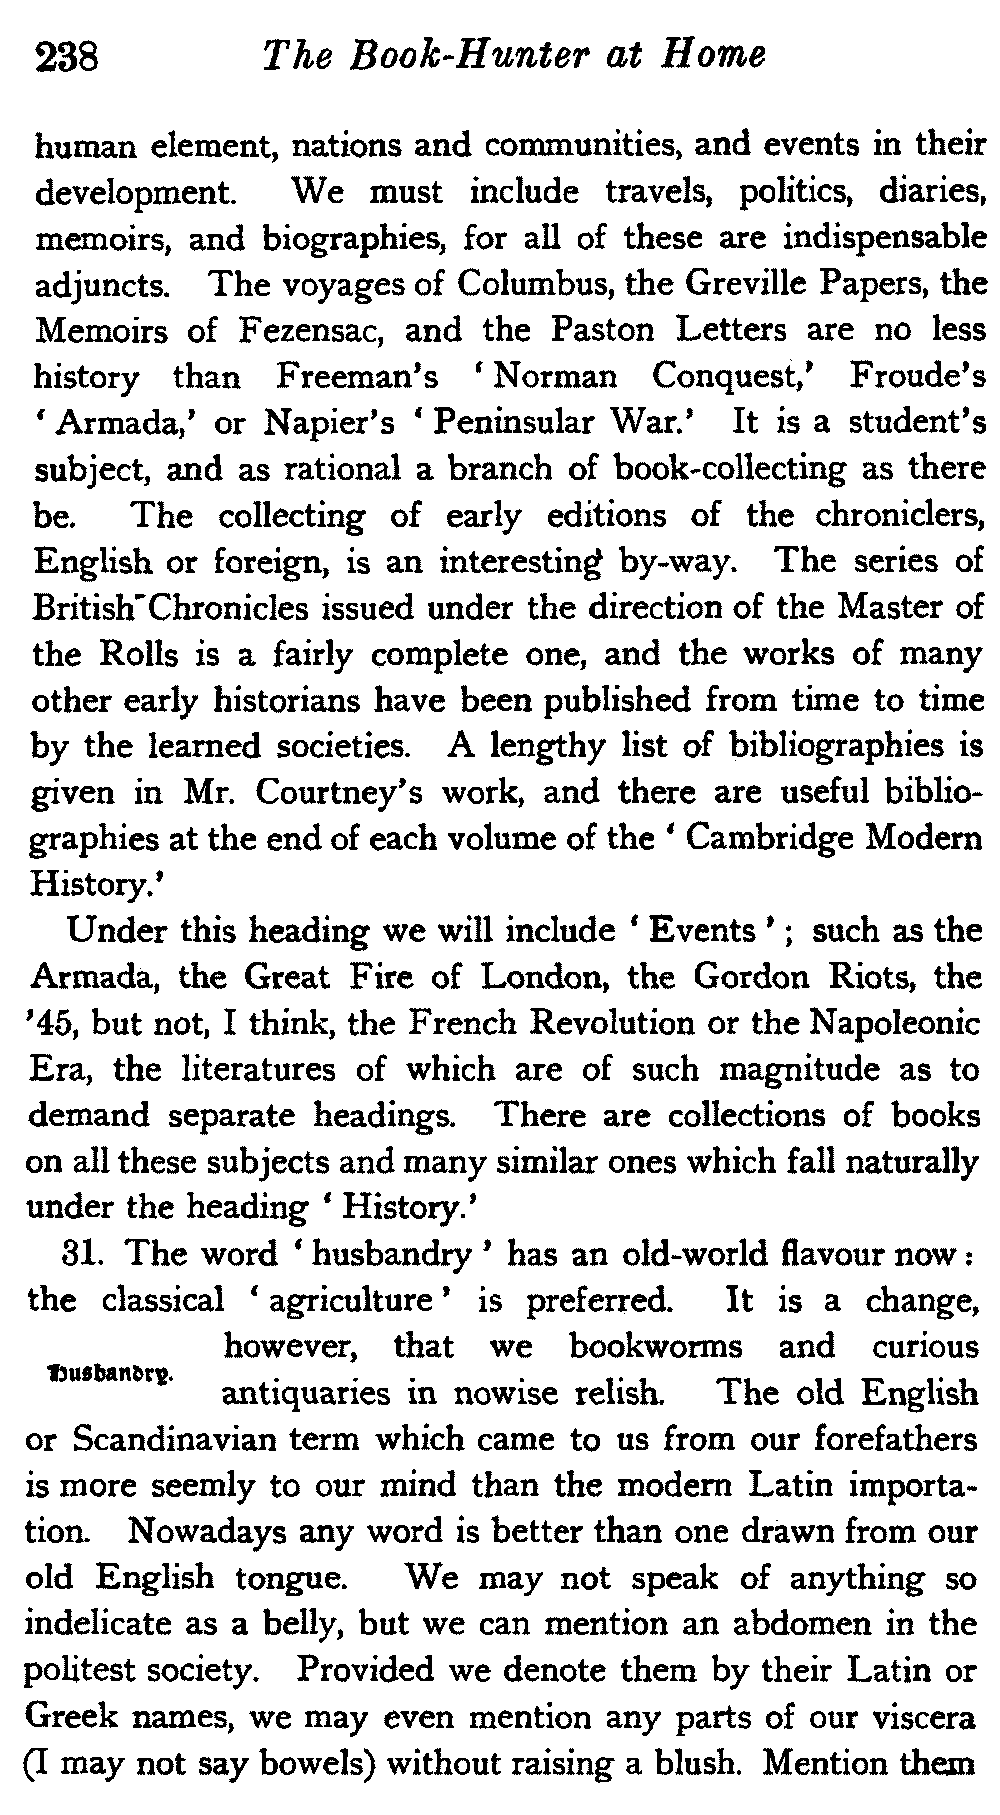 238 The Book-Hunter at Home
human element, nations and communities, and events in their
development. We must include travels, politics, diaries,
memoirs, and biographies, for all of these are indispensable
adjuncts. The voyages of Columbus, the Greville Papers, the
Memoirs of Fezensac, and the Paston Letters are no less
history than Freeman's ‘Norman Conquest,’ Froude's
‘Armada,’ or Napier's ‘Peninsular War.’ It is a student's
subject, and as rational a branch of book-collecting as there
be. The collecting of early editions of the chroniclers,
English or foreign, is an interesting by-way. The series of
British Chronicles issued under the direction of the Master of
the Rolls is a fairly complete one, and the works of many
other early historians have been published from time to time
by the learned societies. A lengthy list of bibliographies is
given in Mr. Courtney's work, and there are useful biblio-
graphies at the end of each volume of the ‘Cambridge Modern
History.’
Under this heading we will include ‘Events’; such as the
Armada, the Great Fire of London, the Gordon Riots, the
’45, but not, I think, the French Revolution or the Napoleonic
Era, the literatures of which are of such magnitude as to
demand separate headings. There are collections of books
on all these subjects and many similar ones which fall naturally
under the heading ‘History.’
31. The word ‘husbandry’ has an old-world flavour now:
the classical ‘agriculture’ is preferred. It is a change,
however, that we bookworms and curious
Husbandry.
antiquaries in nowise relish. The old English
or Scandinavian term which came to us from our forefathers
is more seemly to our mind than the modern Latin importa-
tion. Nowadays any word is better than one drawn from our
old English tongue. We may not speak of anything so
indelicate as a belly, but we can mention an abdomen in the
politest society. Provided we denote them by their Latin or
Greek names, we may even mention any parts of our viscera
(I may not say bowels) without raising a blush. Mention them